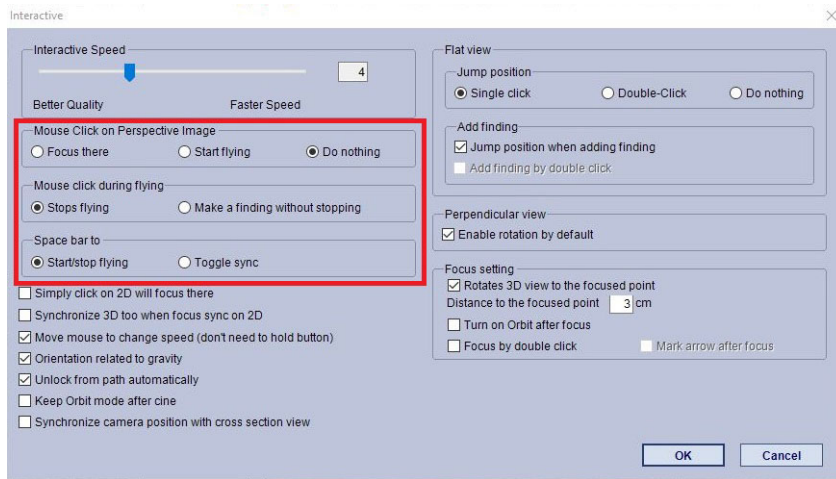 Interactive
Interactive Speed
4
Better Quality Faster Speed
Mouse Click on Perspective Image
Focus there Start flying Do nothing
Mouse click during flying
Stops flying Make a finding without stopping
Space bar to
Start/stop flying Toggle sync
Simply click on 2D will focus there
Synchronize 3D too when focus sync on 2D
Move mouse to change speed (don't need to hold button)
Orientation related to gravity
Unlock from path automatically
Keep Orbit mode after cine
Synchronize camera position with cross section view
Flat view
Jump position
Single click Double-Click Do nothing
Add finding
Jump position when adding finding
Add finding by double click
Perpendicular view
Enable rotation by default
Focus setting
Rotates 3D view to the focused point
Distance to the focused point 3 cm
Turn on Orbit after focus
Focus by double click Mark arrow after focus
OK Cancel